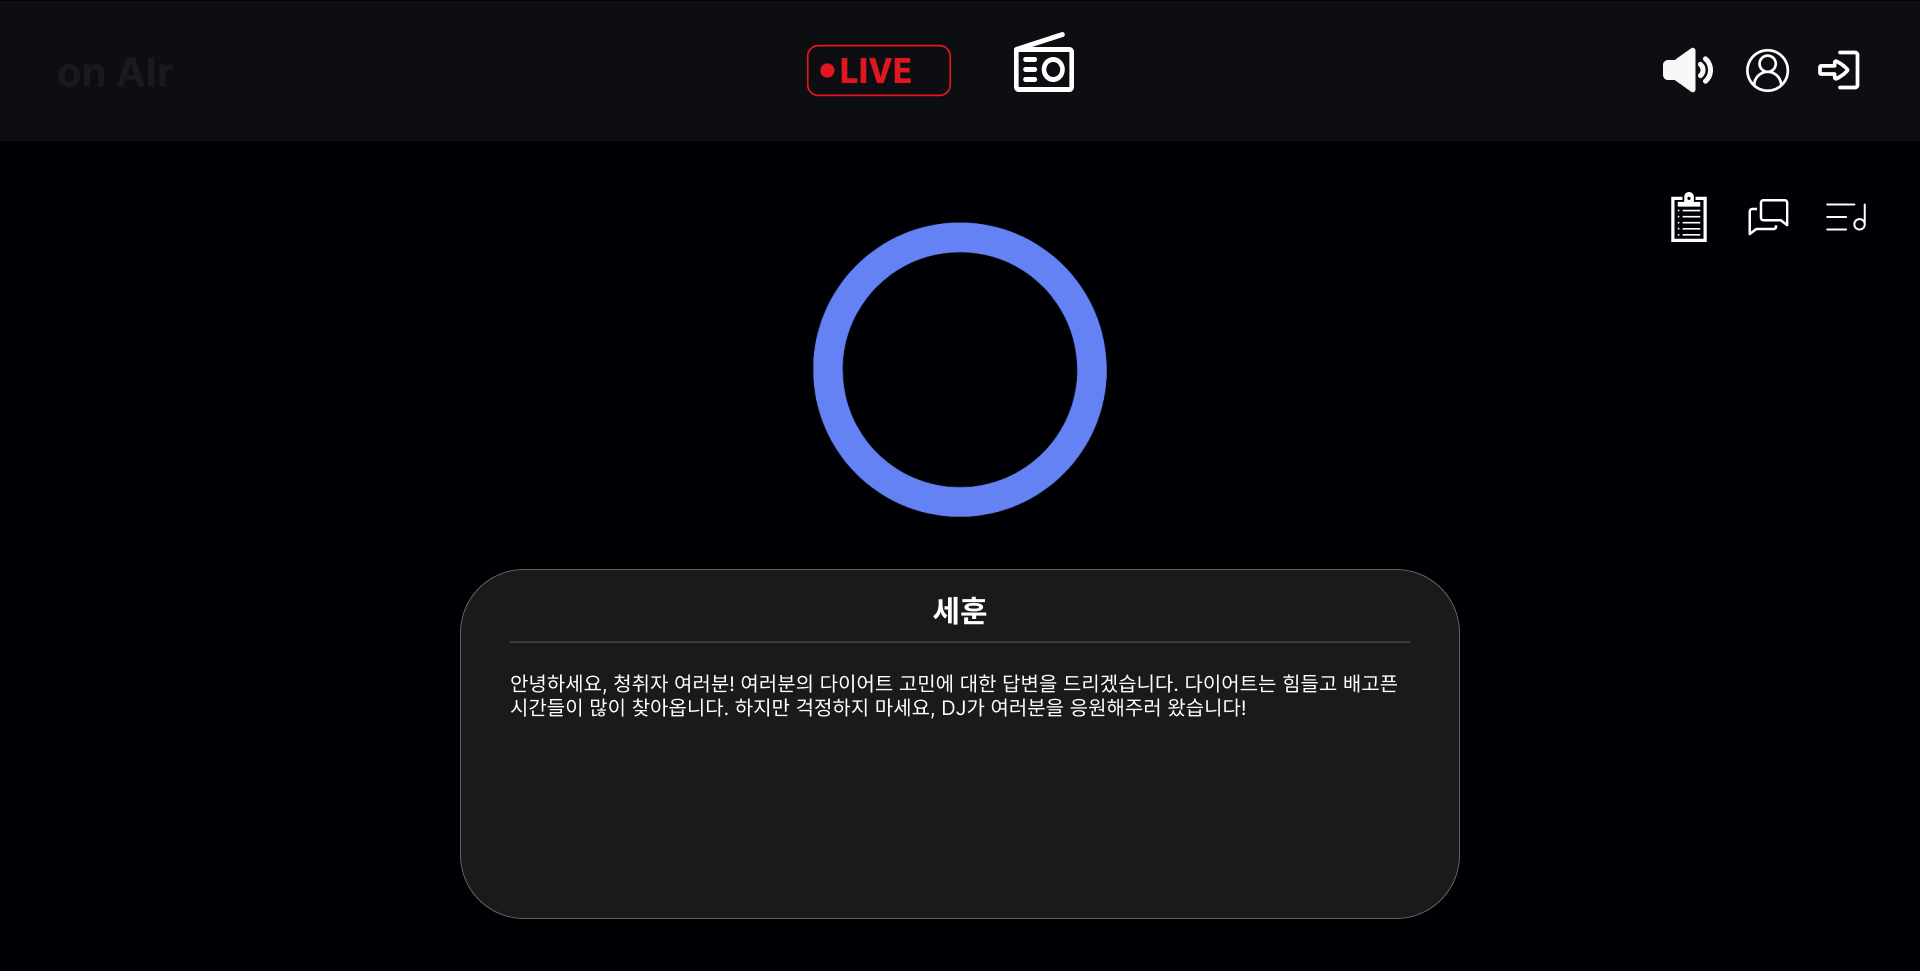 on Air
LIVE
세훈
안녕하세요, 청취자 여러분! 여러분의 다이어트 고민에 대한 답변을 드리겠습니다. 다이어트는 힘들고 배고픈
시간들이 많이 찾아옵니다. 하지만 걱정하지 마세요, DJ가 여러분을 응원해주러 왔습니다!